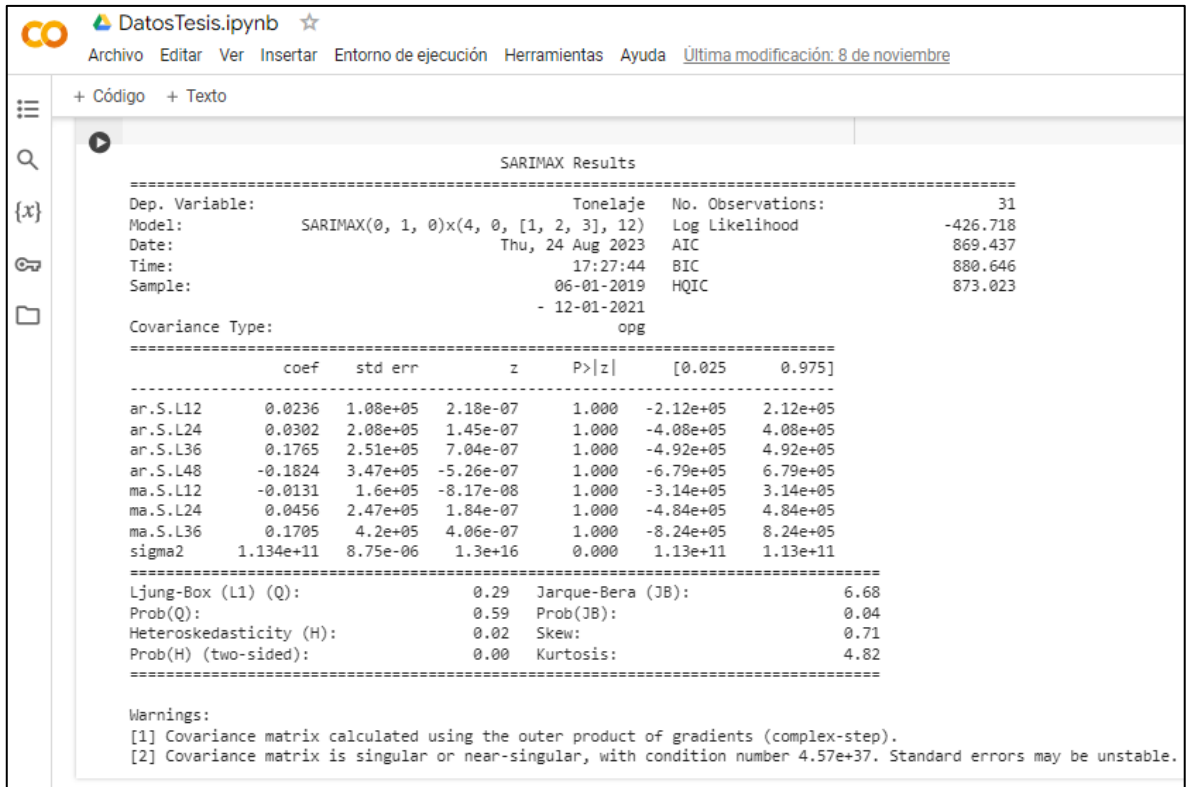 DatosTesis.ipynb
Archivo Editar Ver Insertar Entorno de ejecución Herramientas Ayuda Última modificación: 8 de noviembre
+ Código + Texto
{x}
SARIMAX Results
==============================================================================
Dep. Variable: Tonelaje No. Observations: 31
Model: SARIMAX(0, 1, 0)x(4, 0, [1, 2, 3], 12) Log Likelihood -426.718
Date: Thu, 24 Aug 2023 AIC 869.437
Time: 17:27:44 BIC 880.646
Sample: 06-01-2019 HQIC 873.023
- 12-01-2021
Covariance Type: opg
==============================================================================
coef std err z P>|z| [0.025 0.975]
------------------------------------------------------------------------------
ar.S.L12 0.0236 1.08e+05 2.18e-07 1.000 -2.12e+05 2.12e+05
ar.S.L24 0.0302 2.08e+05 1.45e-07 1.000 -4.08e+05 4.08e+05
ar.S.L36 0.1765 2.51e+05 7.04e-07 1.000 -4.92e+05 4.92e+05
ar.S.L48 -0.1824 3.47e+05 -5.26e-07 1.000 -6.79e+05 6.79e+05
ma.S.L12 -0.0131 1.6e+05 -8.17e-08 1.000 -3.14e+05 3.14e+05
ma.S.L24 0.0456 2.47e+05 1.84e-07 1.000 -4.84e+05 4.84e+05
ma.S.L36 0.1705 4.2e+05 4.06e-07 1.000 -8.24e+05 8.24e+05
sigma2 1.134e+11 8.75e-06 1.3e+16 0.000 1.13e+11 1.13e+11
==============================================================================
Ljung-Box (L1) (Q): 0.29 Jarque-Bera (JB): 6.68
Prob(Q): 0.59 Prob(JB): 0.04
Heteroskedasticity (H): 0.02 Skew: 0.71
Prob(H) (two-sided): 0.00 Kurtosis: 4.82
==============================================================================
Warnings:
[1] Covariance matrix calculated using the outer product of gradients (complex-step).
[2] Covariance matrix is singular or near-singular, with condition number 4.57e+37. Standard errors may be unstable.